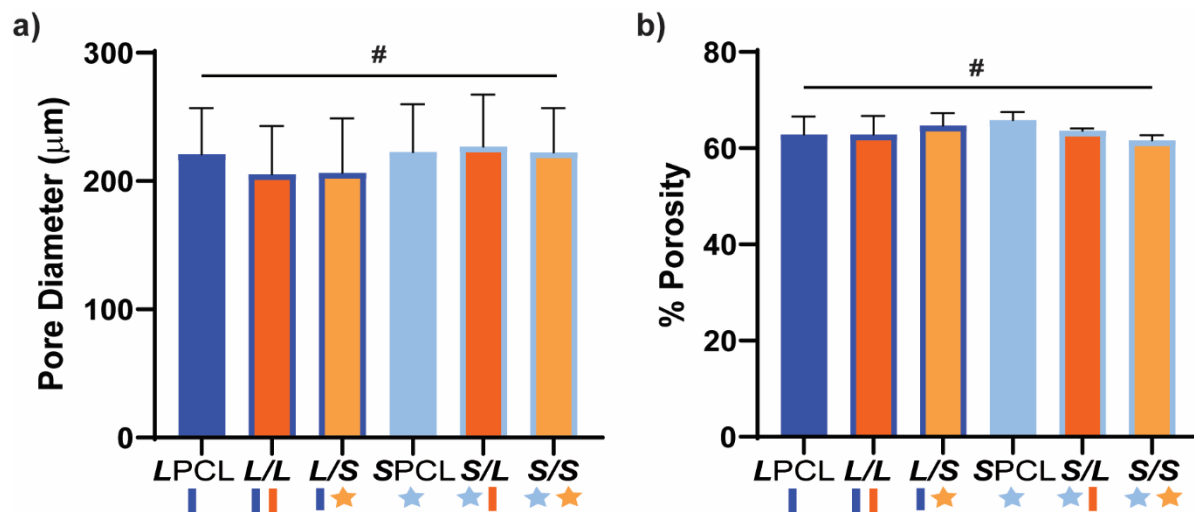 a)
Pore Diameter (μm)
300
200
100
0
#
LPCL L/L L/S SPCL S/L S/S
b)
% Porosity
80
60
40
20
0
#
LPCL L/L L/S SPCL S/L S/S